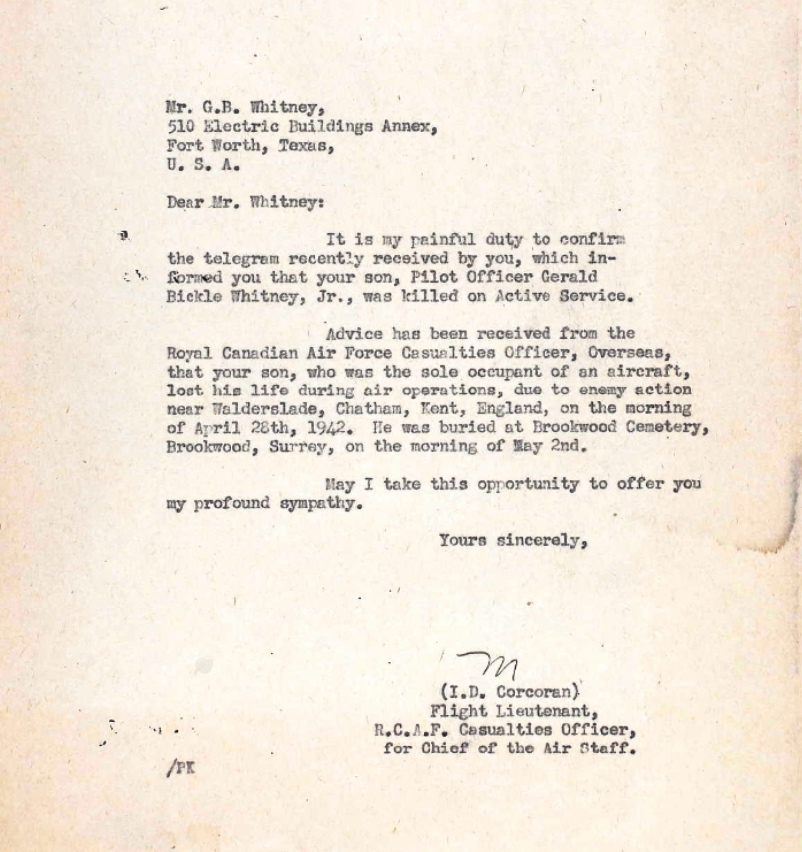 Mr. G.B. Whitney,
510 Electric Buildings Annex,
Fort Worth, Texas,
U. S. A.
Dear Mr. Whitney:
It is my painful duty to confirm
the telegram recently received by you, which in-
formed you that your son, Pilot Officer Gerald
Bickle Whitney, Jr., was killed on Active Service.
Advice has been received from the
Royal Canadian Air Force Casualties Officer, Overseas,
that your son, who was the sole occupant of an aircraft,
lost his life during air operations, due to enemy action
near Walderslade, Chatham, Kent, England, on the morning
of April 28th, 1942. He was buried at Brookwood Cemetery,
Brookwood, Surrey, on the morning of May 2nd.
May I take this opportunity to offer you
my profound sympathy.
Yours sincerely,
(I.D. Corcoran)
Flight Lieutenant,
R.C.A.F. Casualties Officer,
for Chief of the Air Staff.
/PK